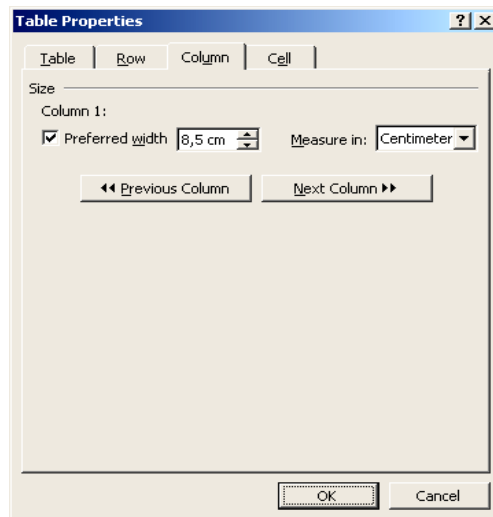 Table Properties
Table Row Column Cell
Size
Column 1:
Preferred width 8,5 cm Measure in: Centimeter
Previous Column Next Column
OK Cancel